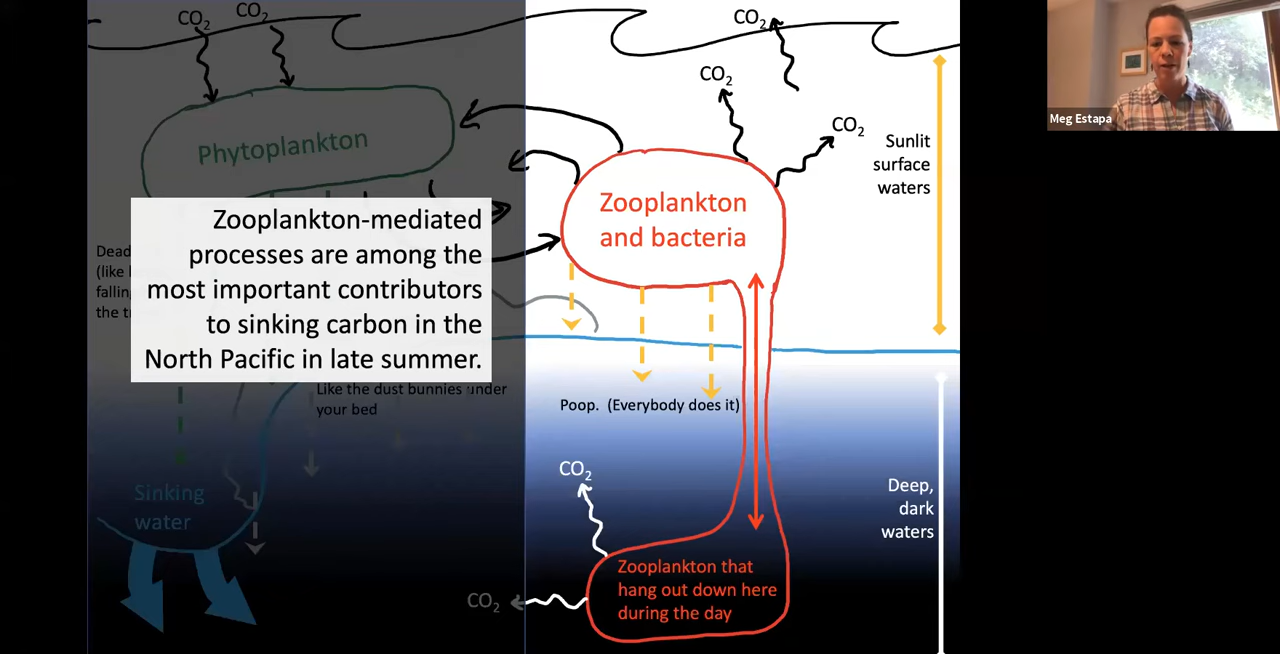 CO2
CO2
CO2
CO2
CO2
Meg Estapa
Phytoplankton
Sunlit
surface
waters
Zooplankton
and bacteria
Zooplankton-mediated
processes are among the
most important contributors
to sinking carbon in the
North Pacific in late summer.
Dead
(like
falling
the
Like the dust bunnies under
your bed
Poop. (Everybody does it)
CO2
Sinking
water
Deep,
dark
waters
Zooplankton that
hang out down here
during the day
CO2